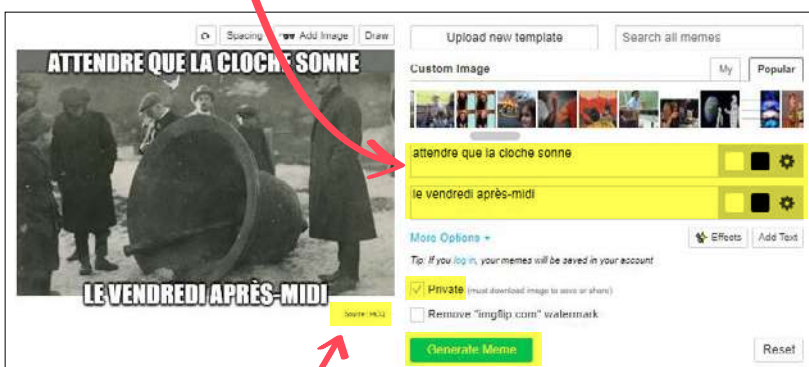 Spacing
Add Image
Draw
ATTENDRE QUE LA CLOCHE SONNE
LE VENDREDI APRÈS-MIDI
Upload new template
Search all memes
Custom Image
My
Popular
attendre que la cloche sonne
le vendredi après-midi
More Options
Effects
Add Text
Tip: If you log in, your memes will be saved in your account
Private (must download image to save or share)
Remove "imgflip.com" watermark
Generate Meme
Reset